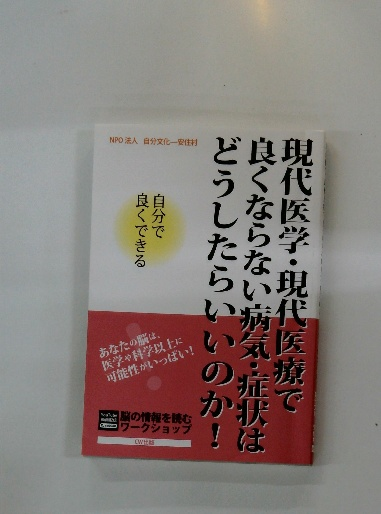 現代医学・現代医療で
良くならない病気・症状は
どうしたらいいのか!
NPO法人 自分文化―安住村
自分で
良くできる
あなたの脳は、
医学や科学以上に
可能性がいっぱい!
脳の情報を読む
ワークショップ